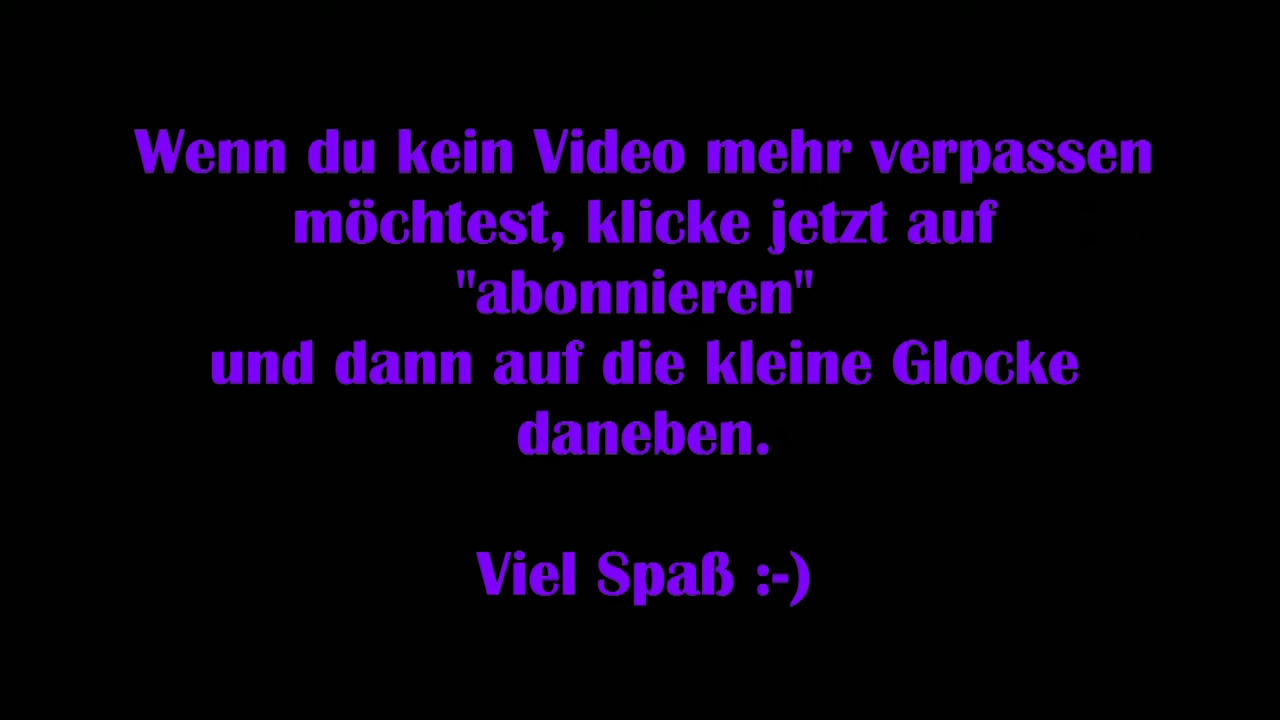 Wenn du kein Video mehr verpassen
möchtest, klicke jetzt auf
"abonnieren"
und dann auf die kleine Glocke
daneben.
Viel Spaß :-)